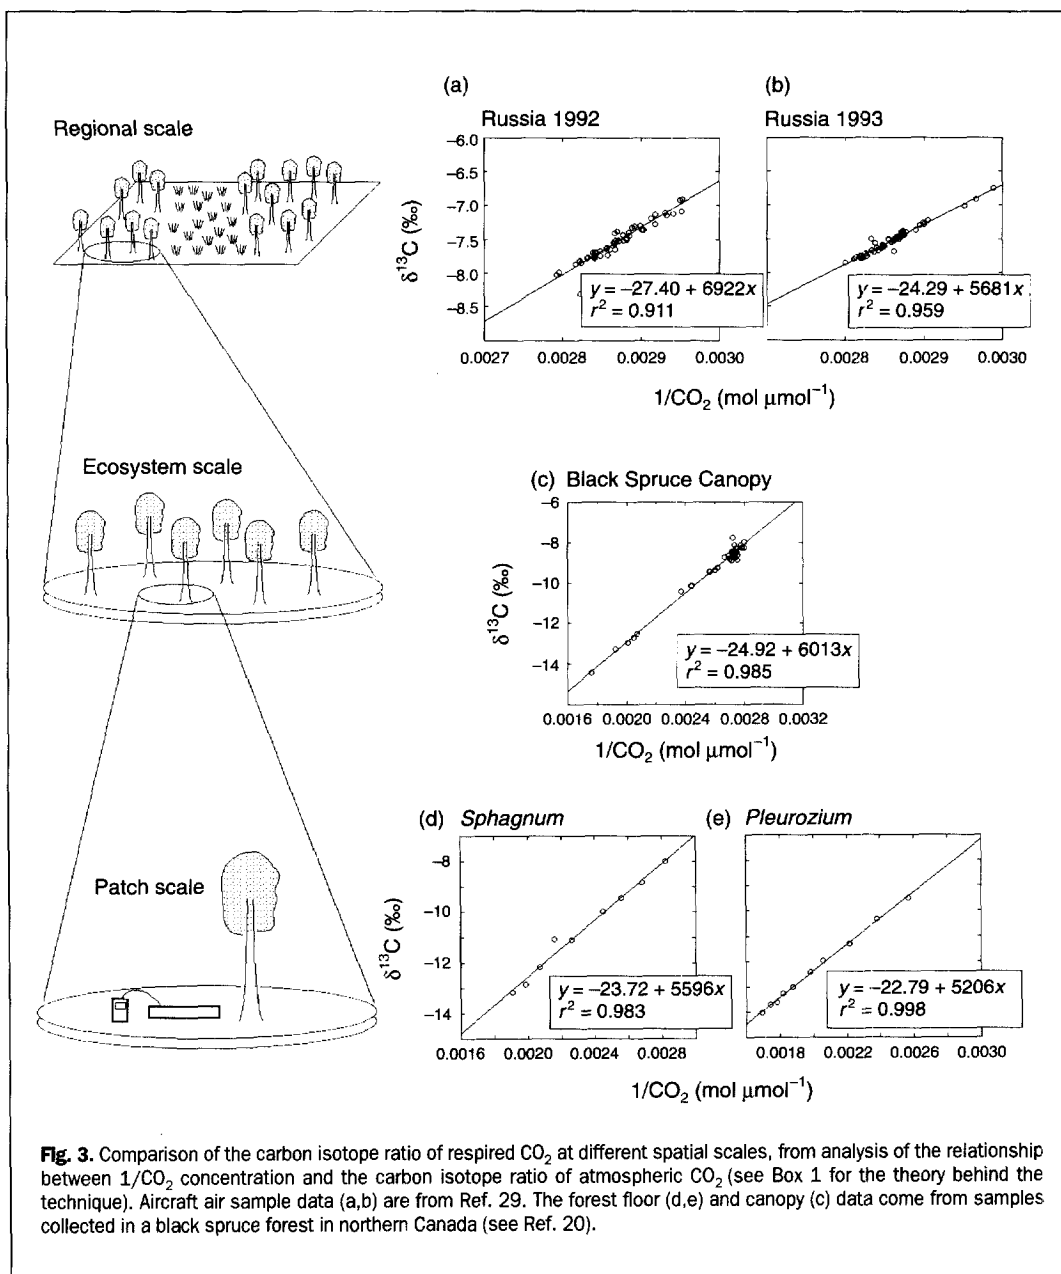 Regional scale
(a)
Russia 1992
(b)
Russia 1993
−6.0
−6.5
−7.0
−7.5
−8.0
−8.5
δ¹³C (‰)
y = −27.40 + 6922x
r² = 0.911
y = −24.29 + 5681x
r² = 0.959
0.0027 0.0028 0.0029 0.0030
0.0028 0.0029 0.0030
1/CO₂ (mol μmol⁻¹)
Ecosystem scale
(c) Black Spruce Canopy
−6
−8
−10
−12
−14
δ¹³C (‰)
y = −24.92 + 6013x
r² = 0.985
0.0016 0.0020 0.0024 0.0028 0.0032
1/CO₂ (mol μmol⁻¹)
Patch scale
(d) Sphagnum
(e) Pleurozium
−8
−10
−12
−14
δ¹³C (‰)
y = −23.72 + 5596x
r² = 0.983
y = −22.79 + 5206x
r² = 0.998
0.0016 0.0020 0.0024 0.0028
0.0018 0.0022 0.0026 0.0030
1/CO₂ (mol μmol⁻¹)
Fig. 3. Comparison of the carbon isotope ratio of respired CO₂ at different spatial scales, from analysis of the relationship
between 1/CO₂ concentration and the carbon isotope ratio of atmospheric CO₂ (see Box 1 for the theory behind the
technique). Aircraft air sample data (a,b) are from Ref. 29. The forest floor (d,e) and canopy (c) data come from samples
collected in a black spruce forest in northern Canada (see Ref. 20).